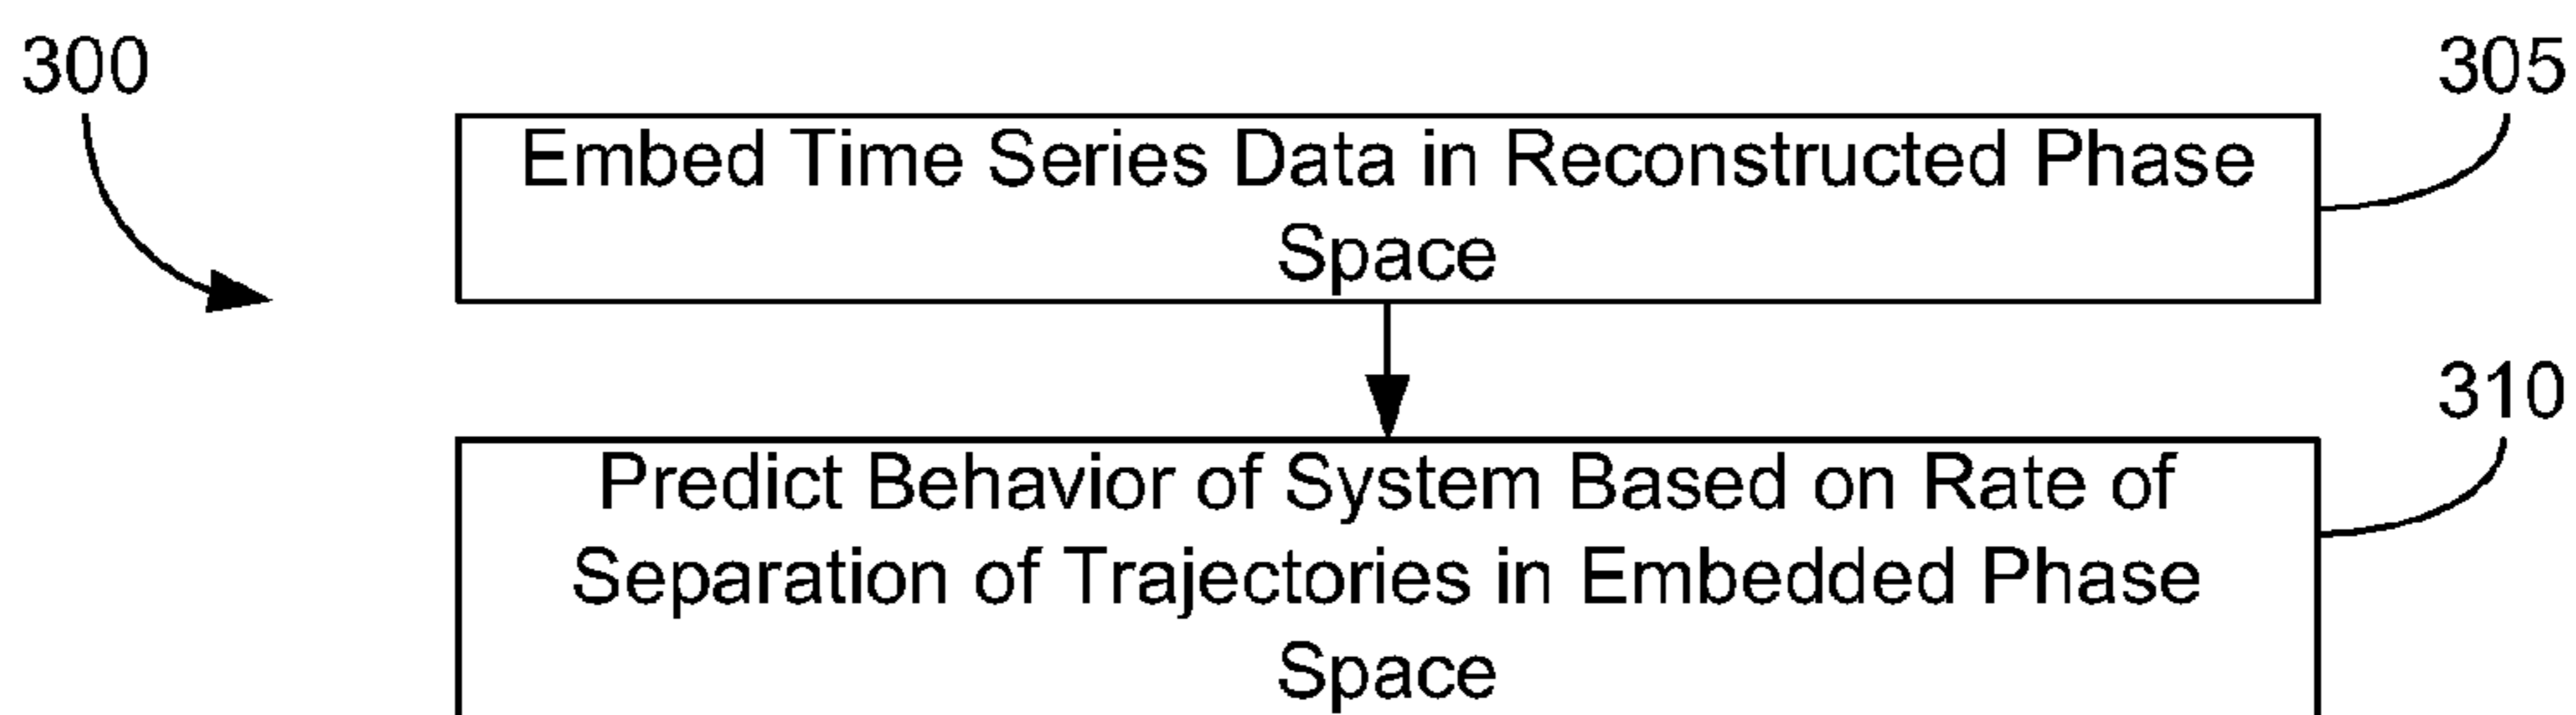 300
305
Embed Time Series Data in Reconstructed Phase
Space
310
Predict Behavior of System Based on Rate of
Separation of Trajectories in Embedded Phase
Space